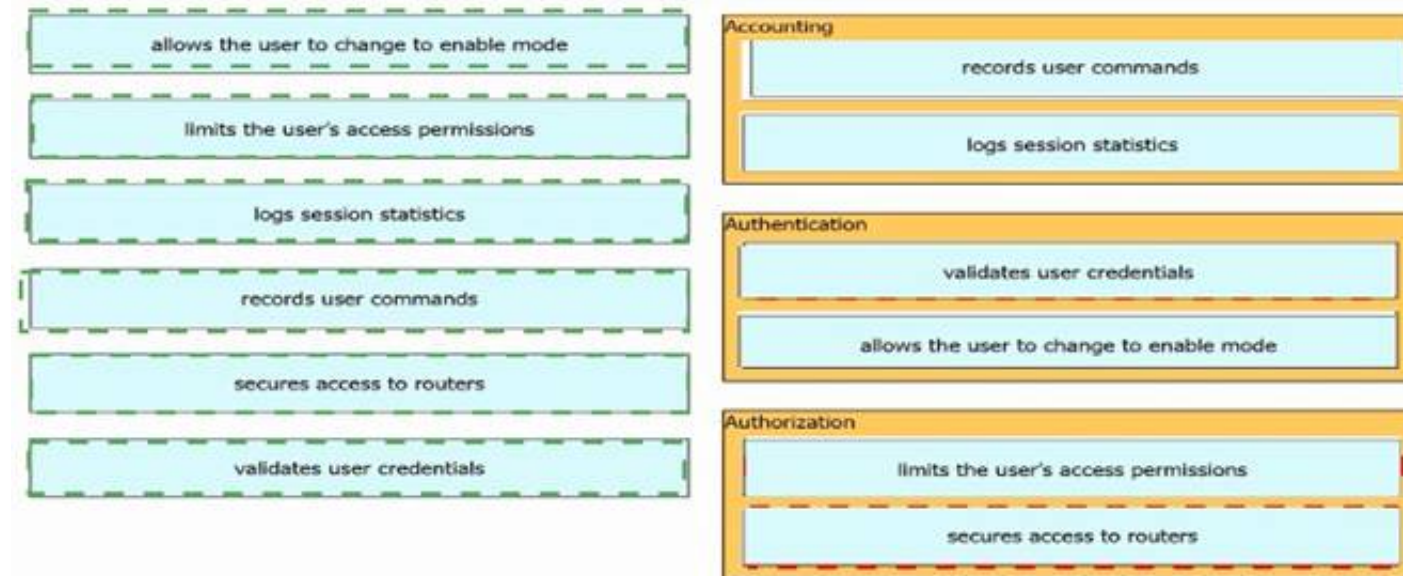 allows the user to change to enable mode
limits the user's access permissions
logs session statistics
records user commands
secures access to routers
validates user credentials
Accounting
records user commands
logs session statistics
Authentication
validates user credentials
allows the user to change to enable mode
Authorization
limits the user's access permissions
secures access to routers